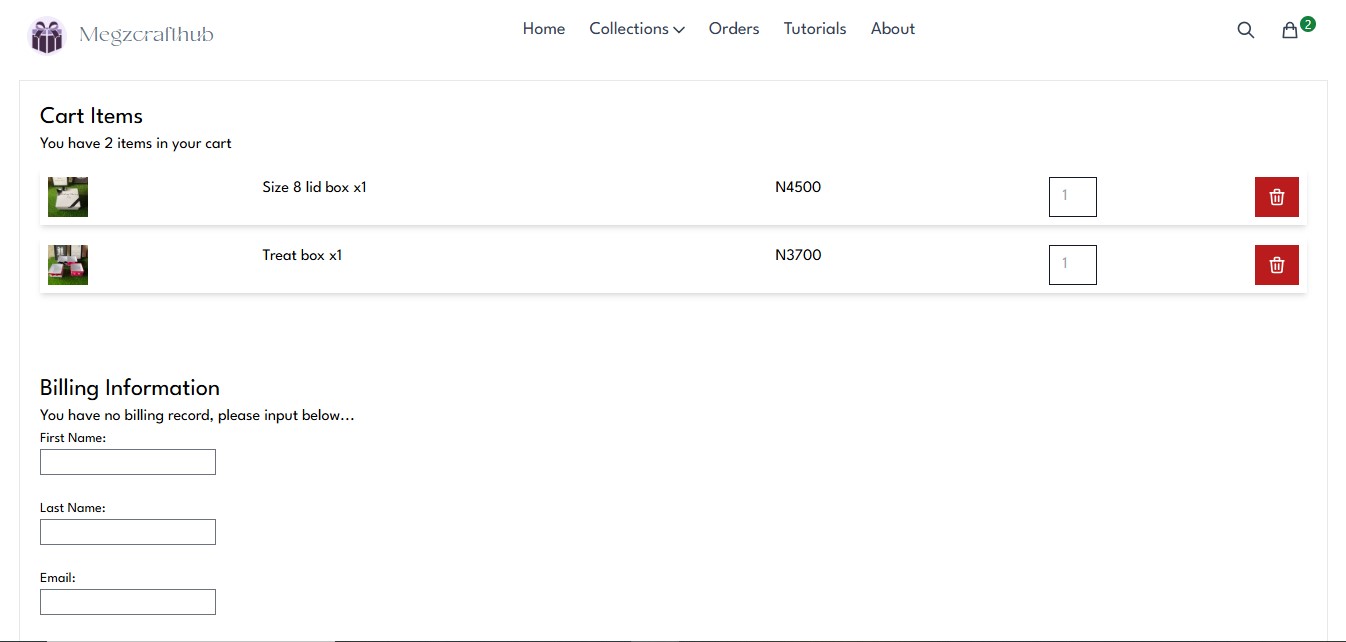 Megzcrafthub
Home Collections Orders Tutorials About
2
Cart Items
You have 2 items in your cart
Size 8 lid box x1 N4500 1
Treat box x1 N3700 1
Billing Information
You have no billing record, please input below...
First Name:
Last Name:
Email: